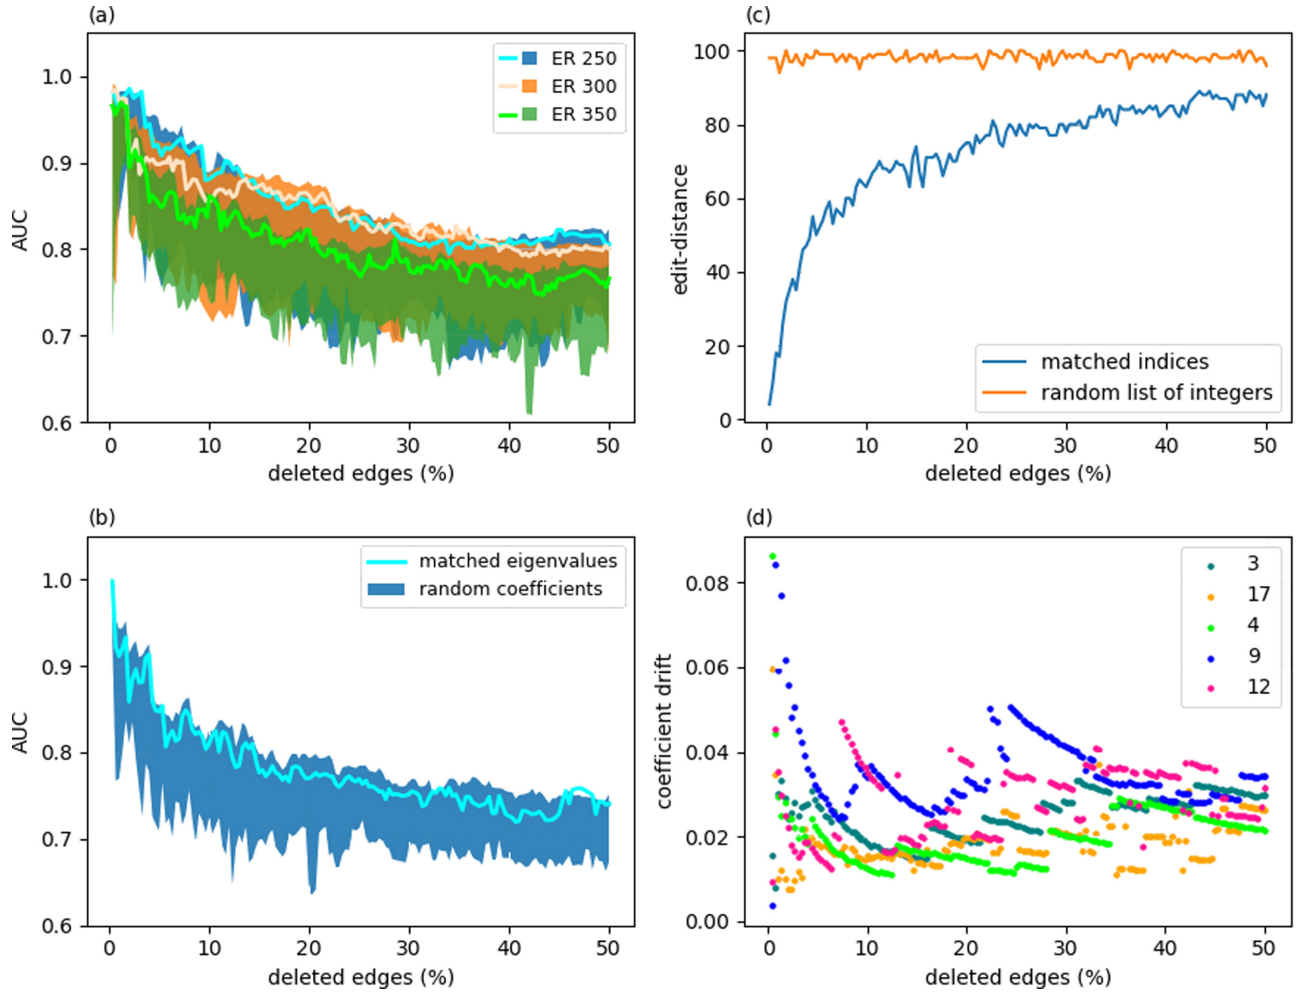 (a)
1.0
0.9
0.8
0.7
0.6
AUC
ER 250
ER 300
ER 350
0 10 20 30 40 50
deleted edges (%)
(c)
100
80
60
40
20
0
edit-distance
matched indices
random list of integers
0 10 20 30 40 50
deleted edges (%)
(b)
1.0
0.9
0.8
0.7
0.6
AUC
matched eigenvalues
random coefficients
0 10 20 30 40 50
deleted edges (%)
(d)
0.08
0.06
0.04
0.02
0.00
coefficient drift
3
17
4
9
12
0 10 20 30 40 50
deleted edges (%)